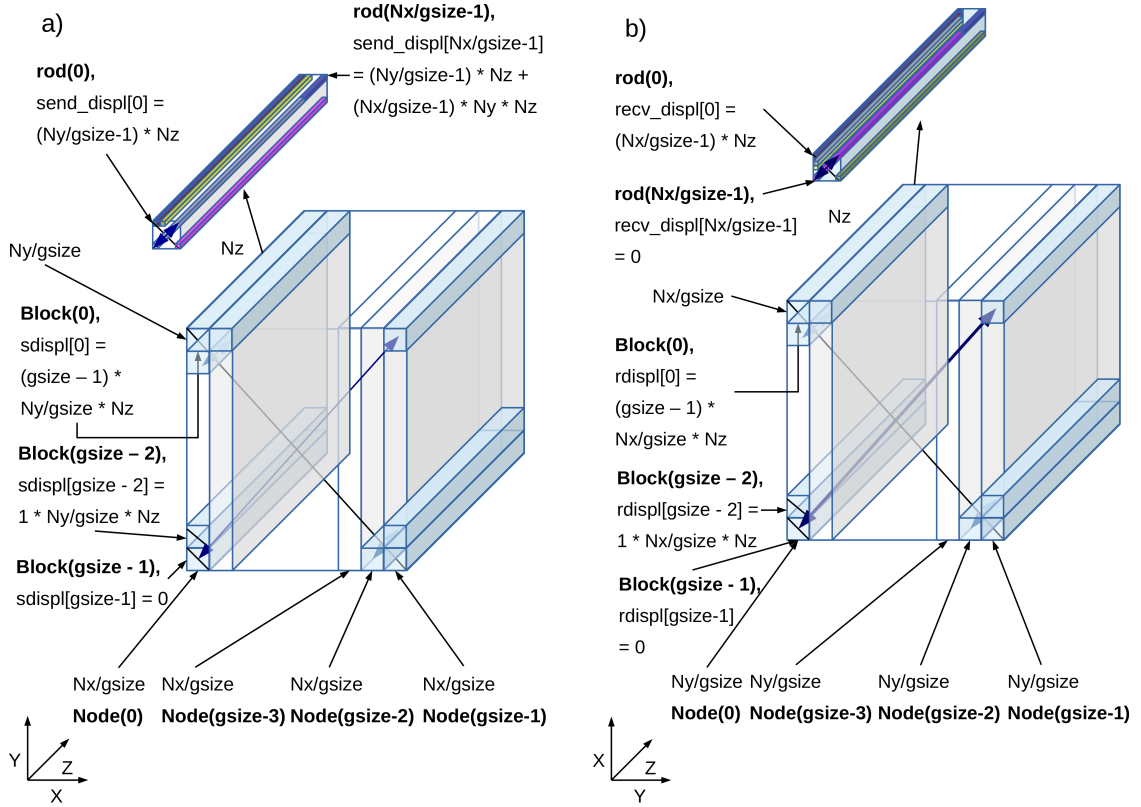 a)
rod(0),
send_displ[0] =
(Ny/gsize-1) * Nz
rod(Nx/gsize-1),
send_displ[Nx/gsize-1]
= (Ny/gsize-1) * Nz +
(Nx/gsize-1) * Ny * Nz
Ny/gsize
Nz
Block(0),
sdispl[0] =
(gsize – 1) *
Ny/gsize * Nz
Block(gsize – 2),
sdispl[gsize - 2] =
1 * Ny/gsize * Nz
Block(gsize - 1),
sdispl[gsize-1] = 0
Nx/gsize Nx/gsize Nx/gsize Nx/gsize
Node(0) Node(gsize-3) Node(gsize-2) Node(gsize-1)
Y
Z
X
b)
rod(0),
recv_displ[0] =
(Nx/gsize-1) * Nz
rod(Nx/gsize-1),
recv_displ[Nx/gsize-1]
= 0
Nz
Nx/gsize
Block(0),
rdispl[0] =
(gsize – 1) *
Nx/gsize * Nz
Block(gsize – 2),
rdispl[gsize - 2] =
1 * Nx/gsize * Nz
Block(gsize - 1),
rdispl[gsize-1]
= 0
Ny/gsize Ny/gsize Ny/gsize Ny/gsize
Node(0) Node(gsize-3) Node(gsize-2) Node(gsize-1)
X
Z
Y